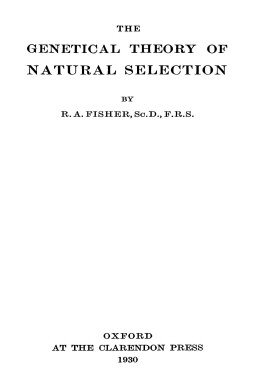 THE
GENETICAL THEORY OF
NATURAL SELECTION
BY
R. A. FISHER, Sc.D., F.R.S.
OXFORD
AT THE CLARENDON PRESS
1930